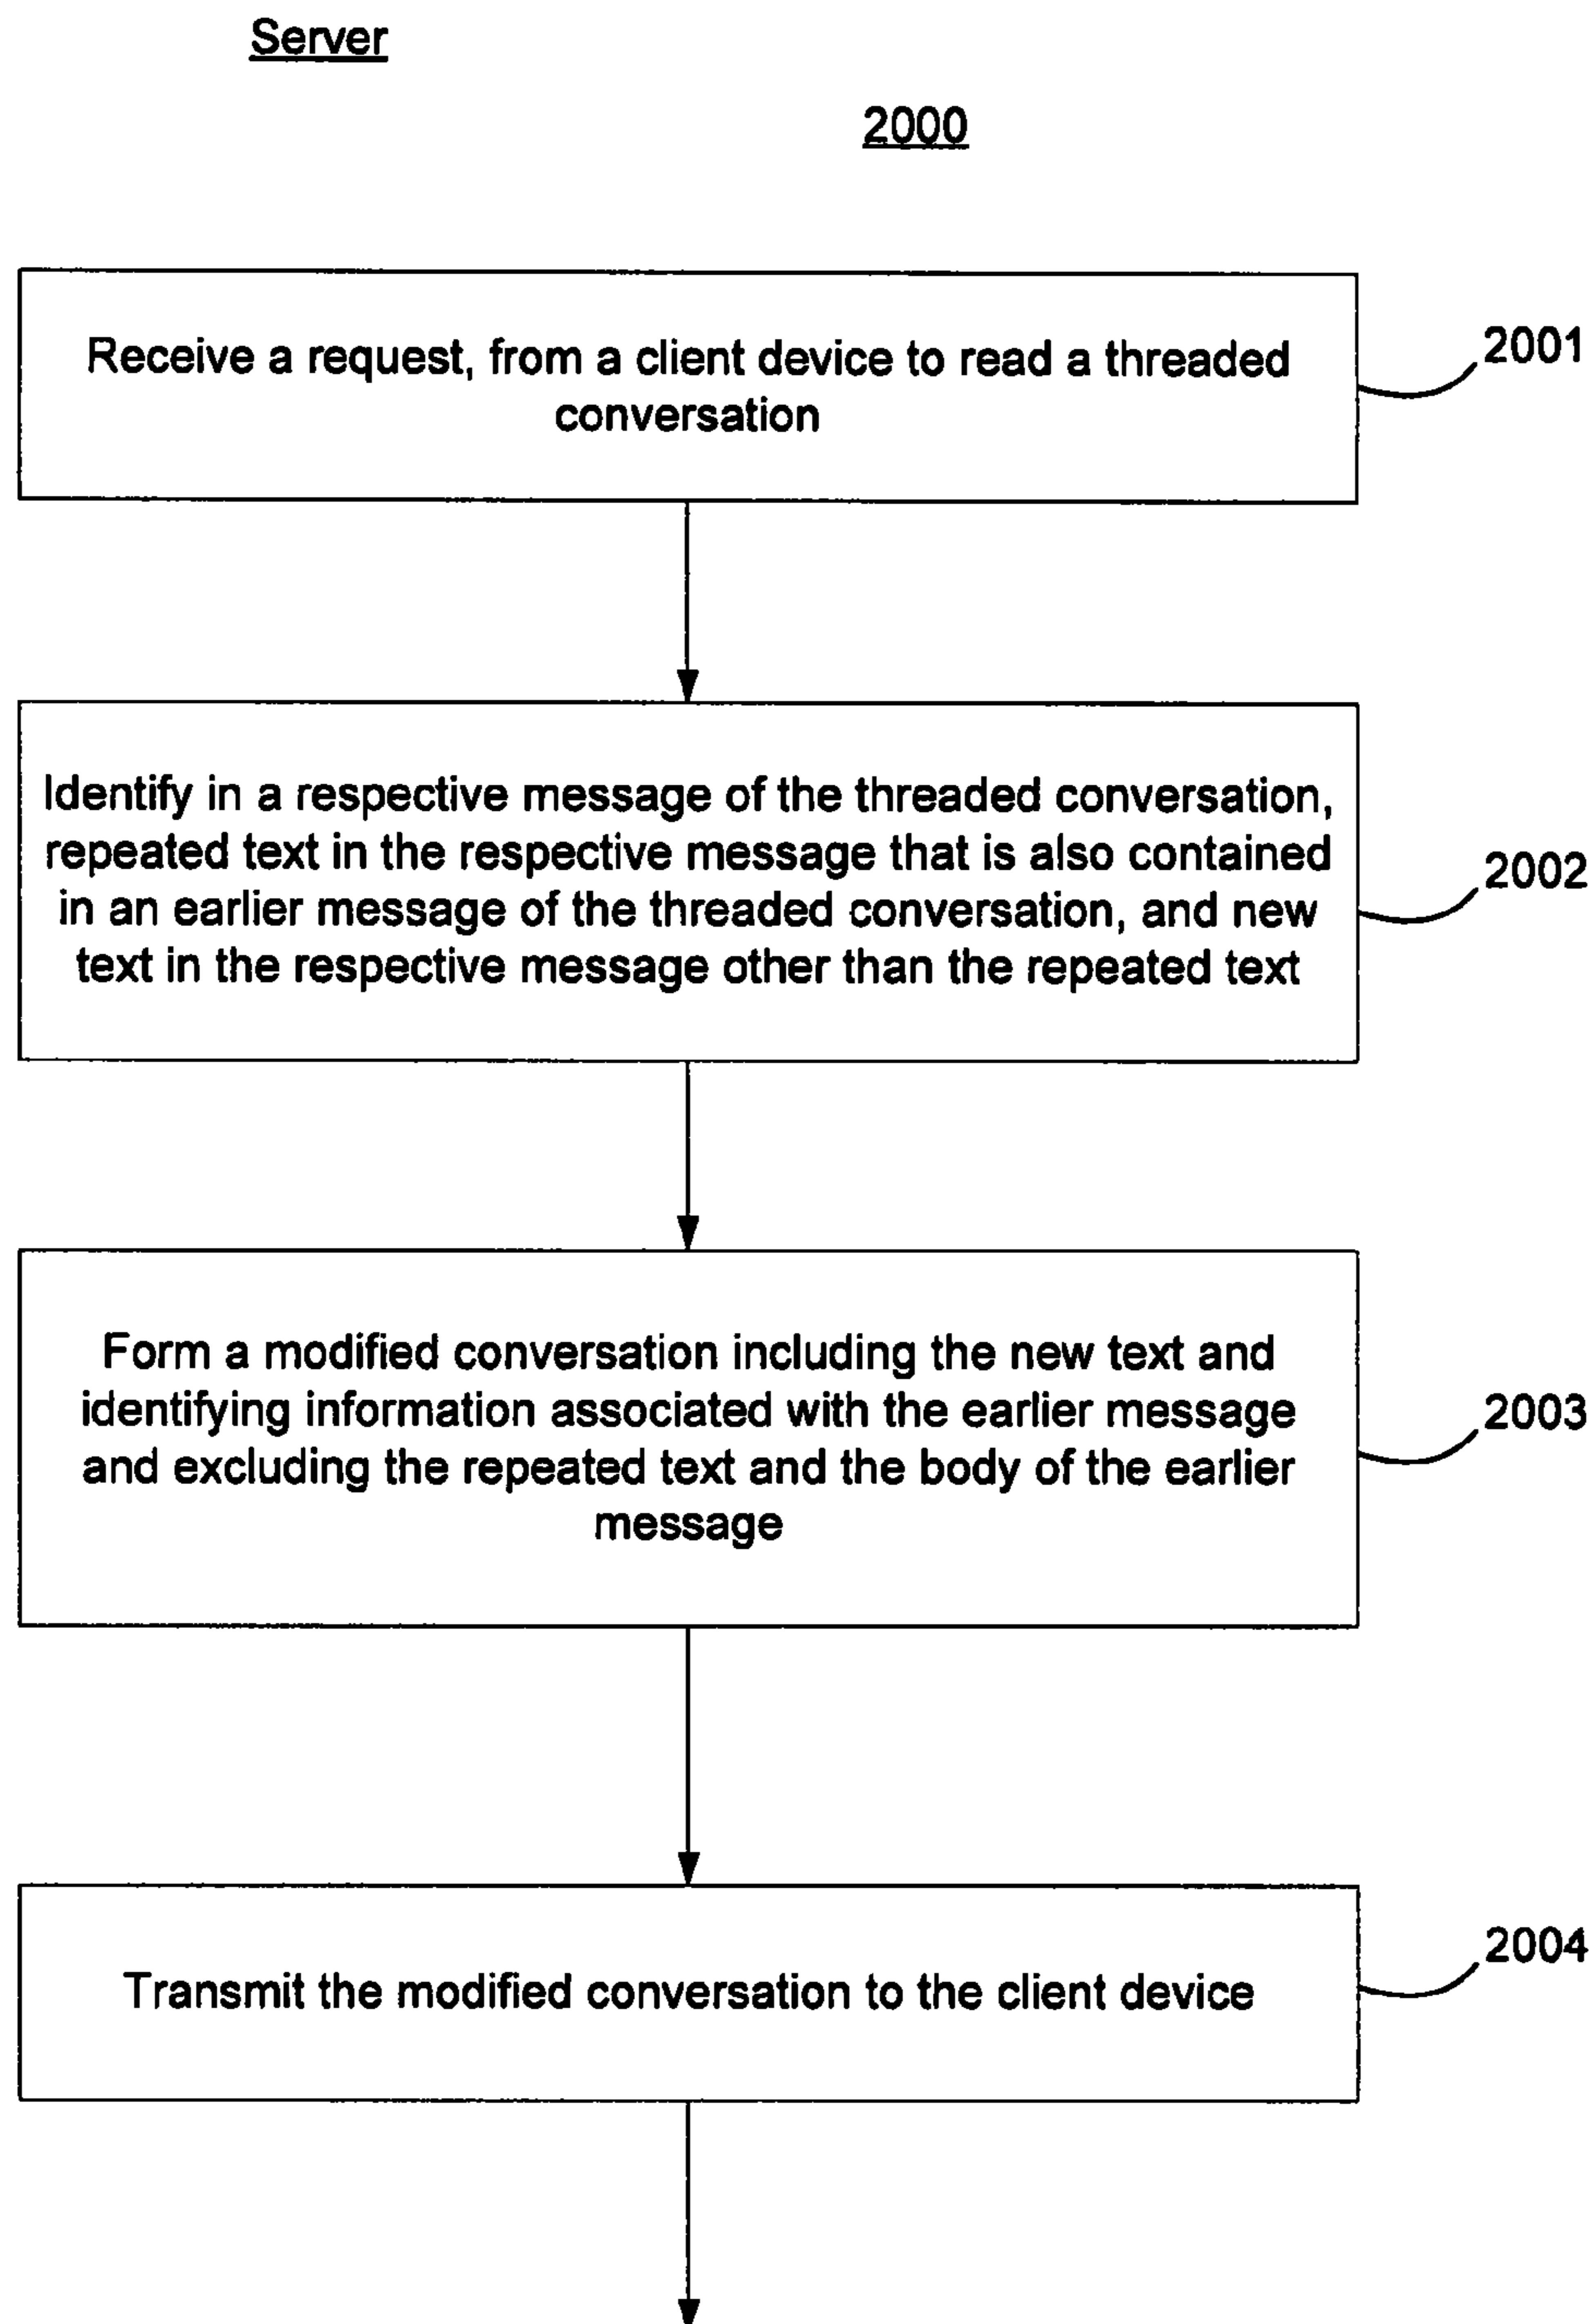 Server
2000
Receive a request, from a client device to read a threaded
conversation
2001
Identify in a respective message of the threaded conversation,
repeated text in the respective message that is also contained
in an earlier message of the threaded conversation, and new
text in the respective message other than the repeated text
2002
Form a modified conversation including the new text and
identifying information associated with the earlier message
and excluding the repeated text and the body of the earlier
message
2003
Transmit the modified conversation to the client device
2004